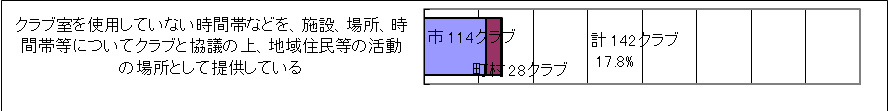 クラブ室を使用していない時間帯などを、施設、場所、時
間帯等についてクラブと協議の上、地域住民等の活動
の場所として提供している
市114クラブ
町村28クラブ
計142クラブ
17.8%